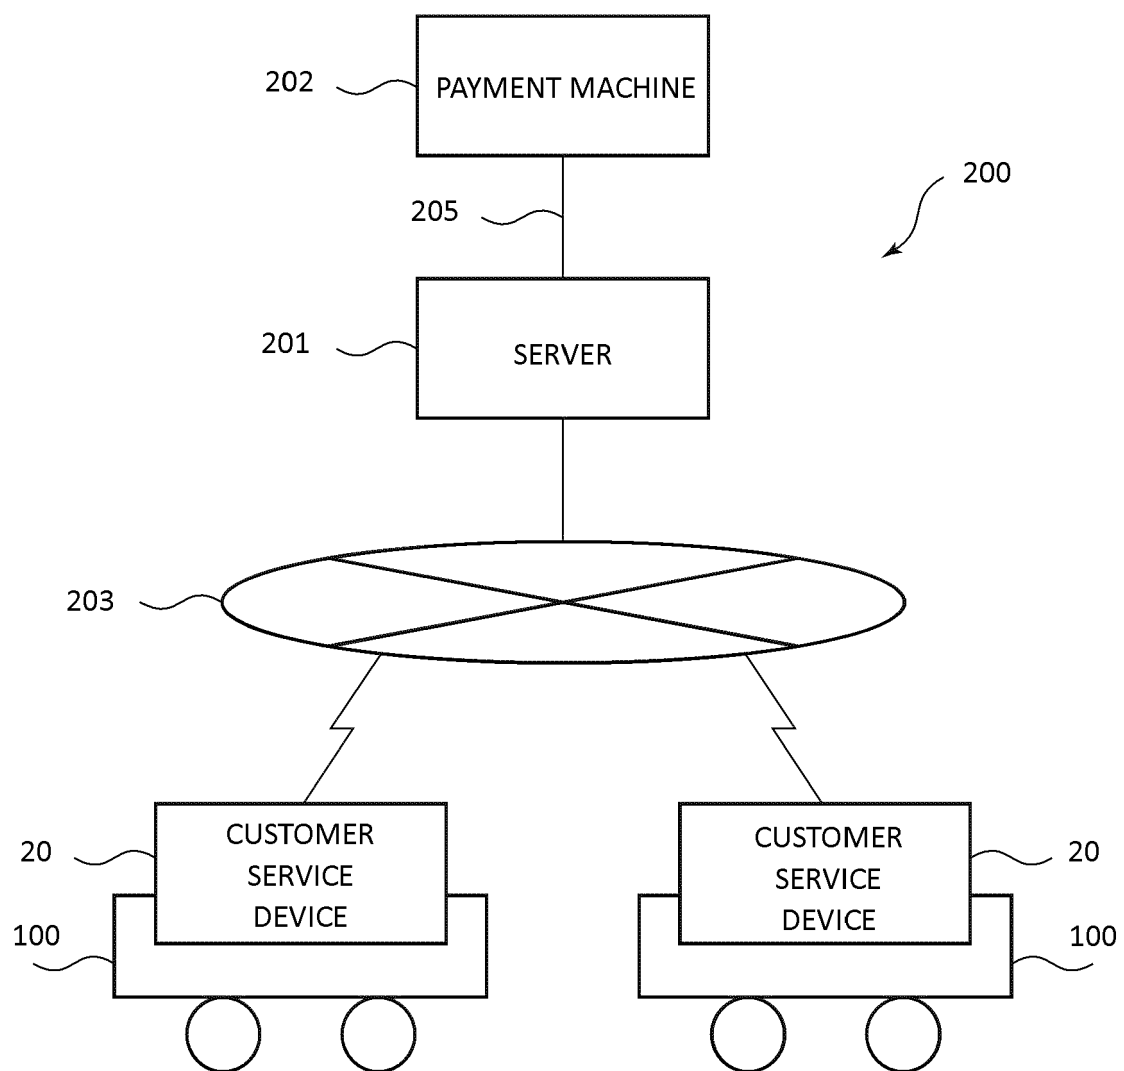 202
PAYMENT MACHINE
200
205
201
SERVER
203
20
CUSTOMER
SERVICE
DEVICE
100
CUSTOMER
SERVICE
DEVICE
20
100